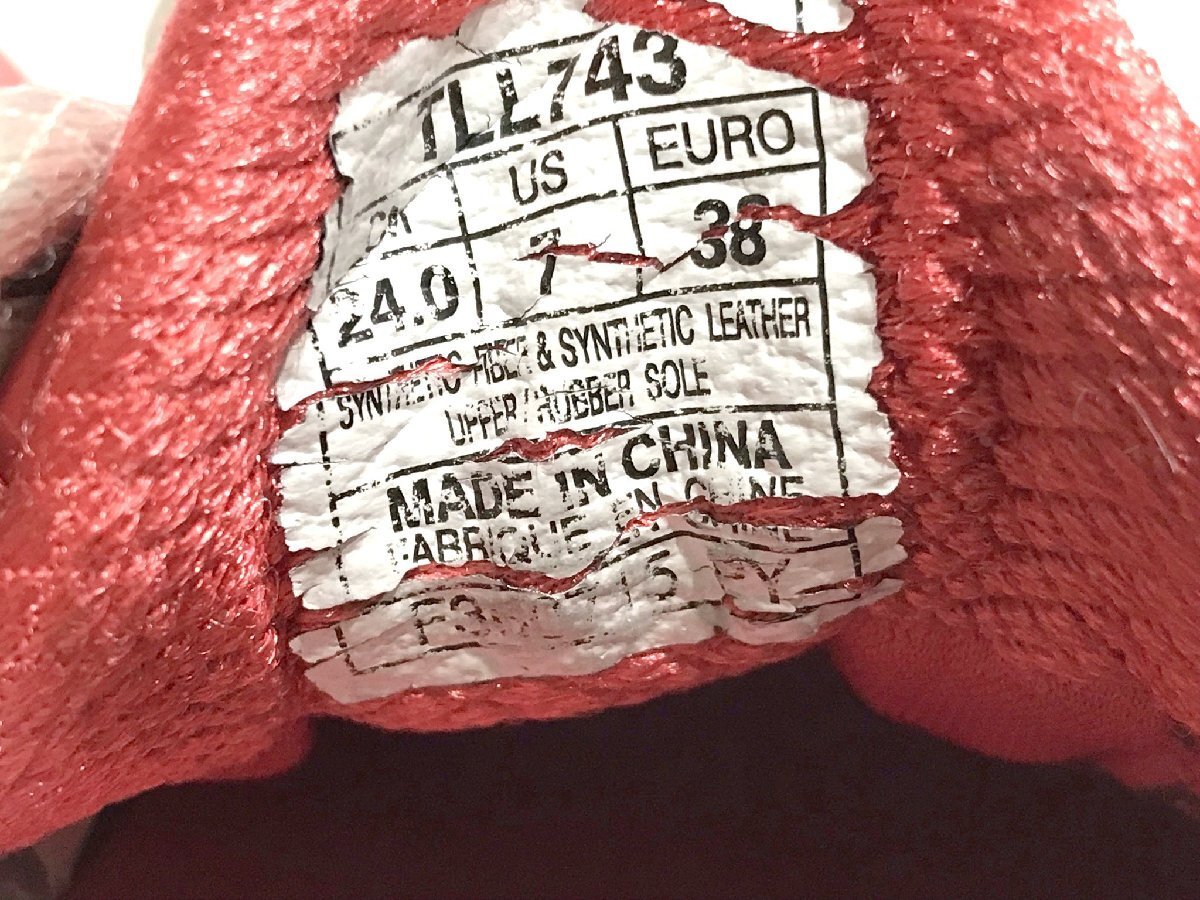 TLL743
US EURO
24.0 7 38
SYNTHETIC FIBER & SYNTHETIC LEATHER
UPPER / RUBBER SOLE
MADE IN CHINA
FABRIQUE EN CHINE